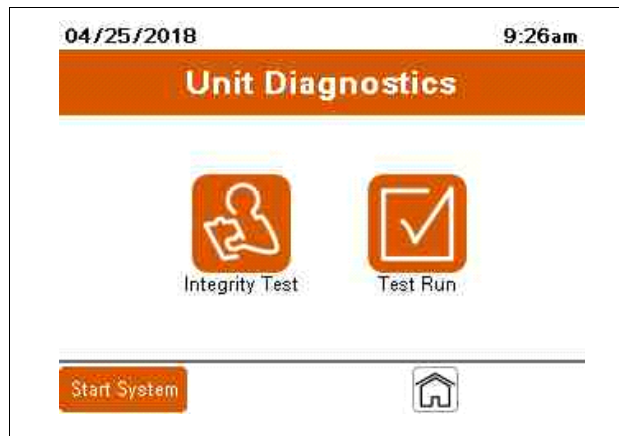 04/25/2018 9:26am
Unit Diagnostics
Integrity Test Test Run
Start System